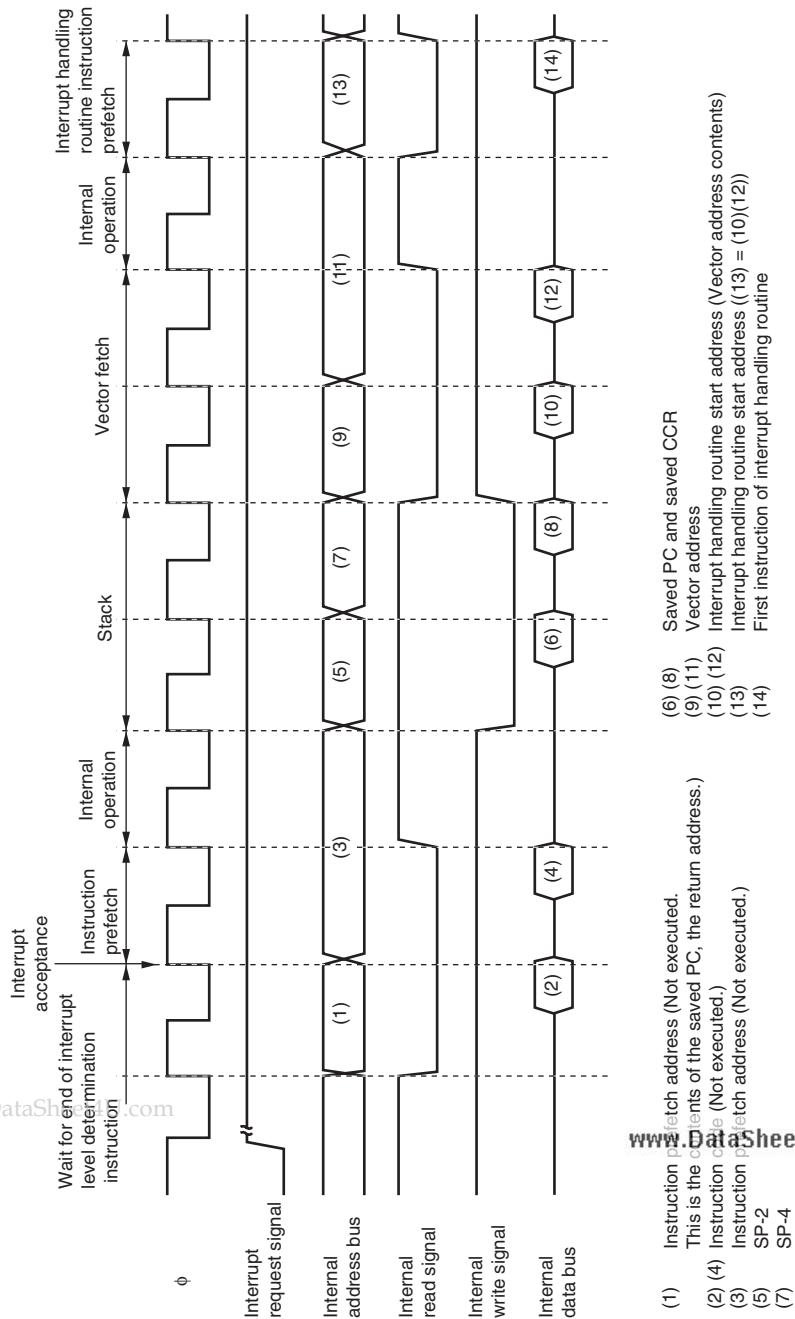 Interrupt
acceptance
Wait for end of interrupt
level determination
instruction
Instruction
prefetch
Internal
operation
Stack
Vector fetch
Internal
operation
Interrupt handling
routine instruction
prefetch
φ
Interrupt
request signal
Internal
address bus
(1)
(3)
(5)
(7)
(9)
(11)
(13)
Internal
read signal
Internal
write signal
Internal
data bus
(2)
(4)
(6)
(8)
(10)
(12)
(14)
(1) Instruction prefetch address (Not executed.
This is the contents of the saved PC, the return address.)
(2) (4) Instruction code (Not executed.)
(3) Instruction prefetch address (Not executed.)
(5) SP-2
(7) SP-4
(6) (8) Saved PC and saved CCR
(9) (11) Vector address
(10) (12) Interrupt handling routine start address (Vector address contents)
(13) Interrupt handling routine start address ((13) = (10)(12))
(14) First instruction of interrupt handling routine
DataSheet4U.com
www.DataShee